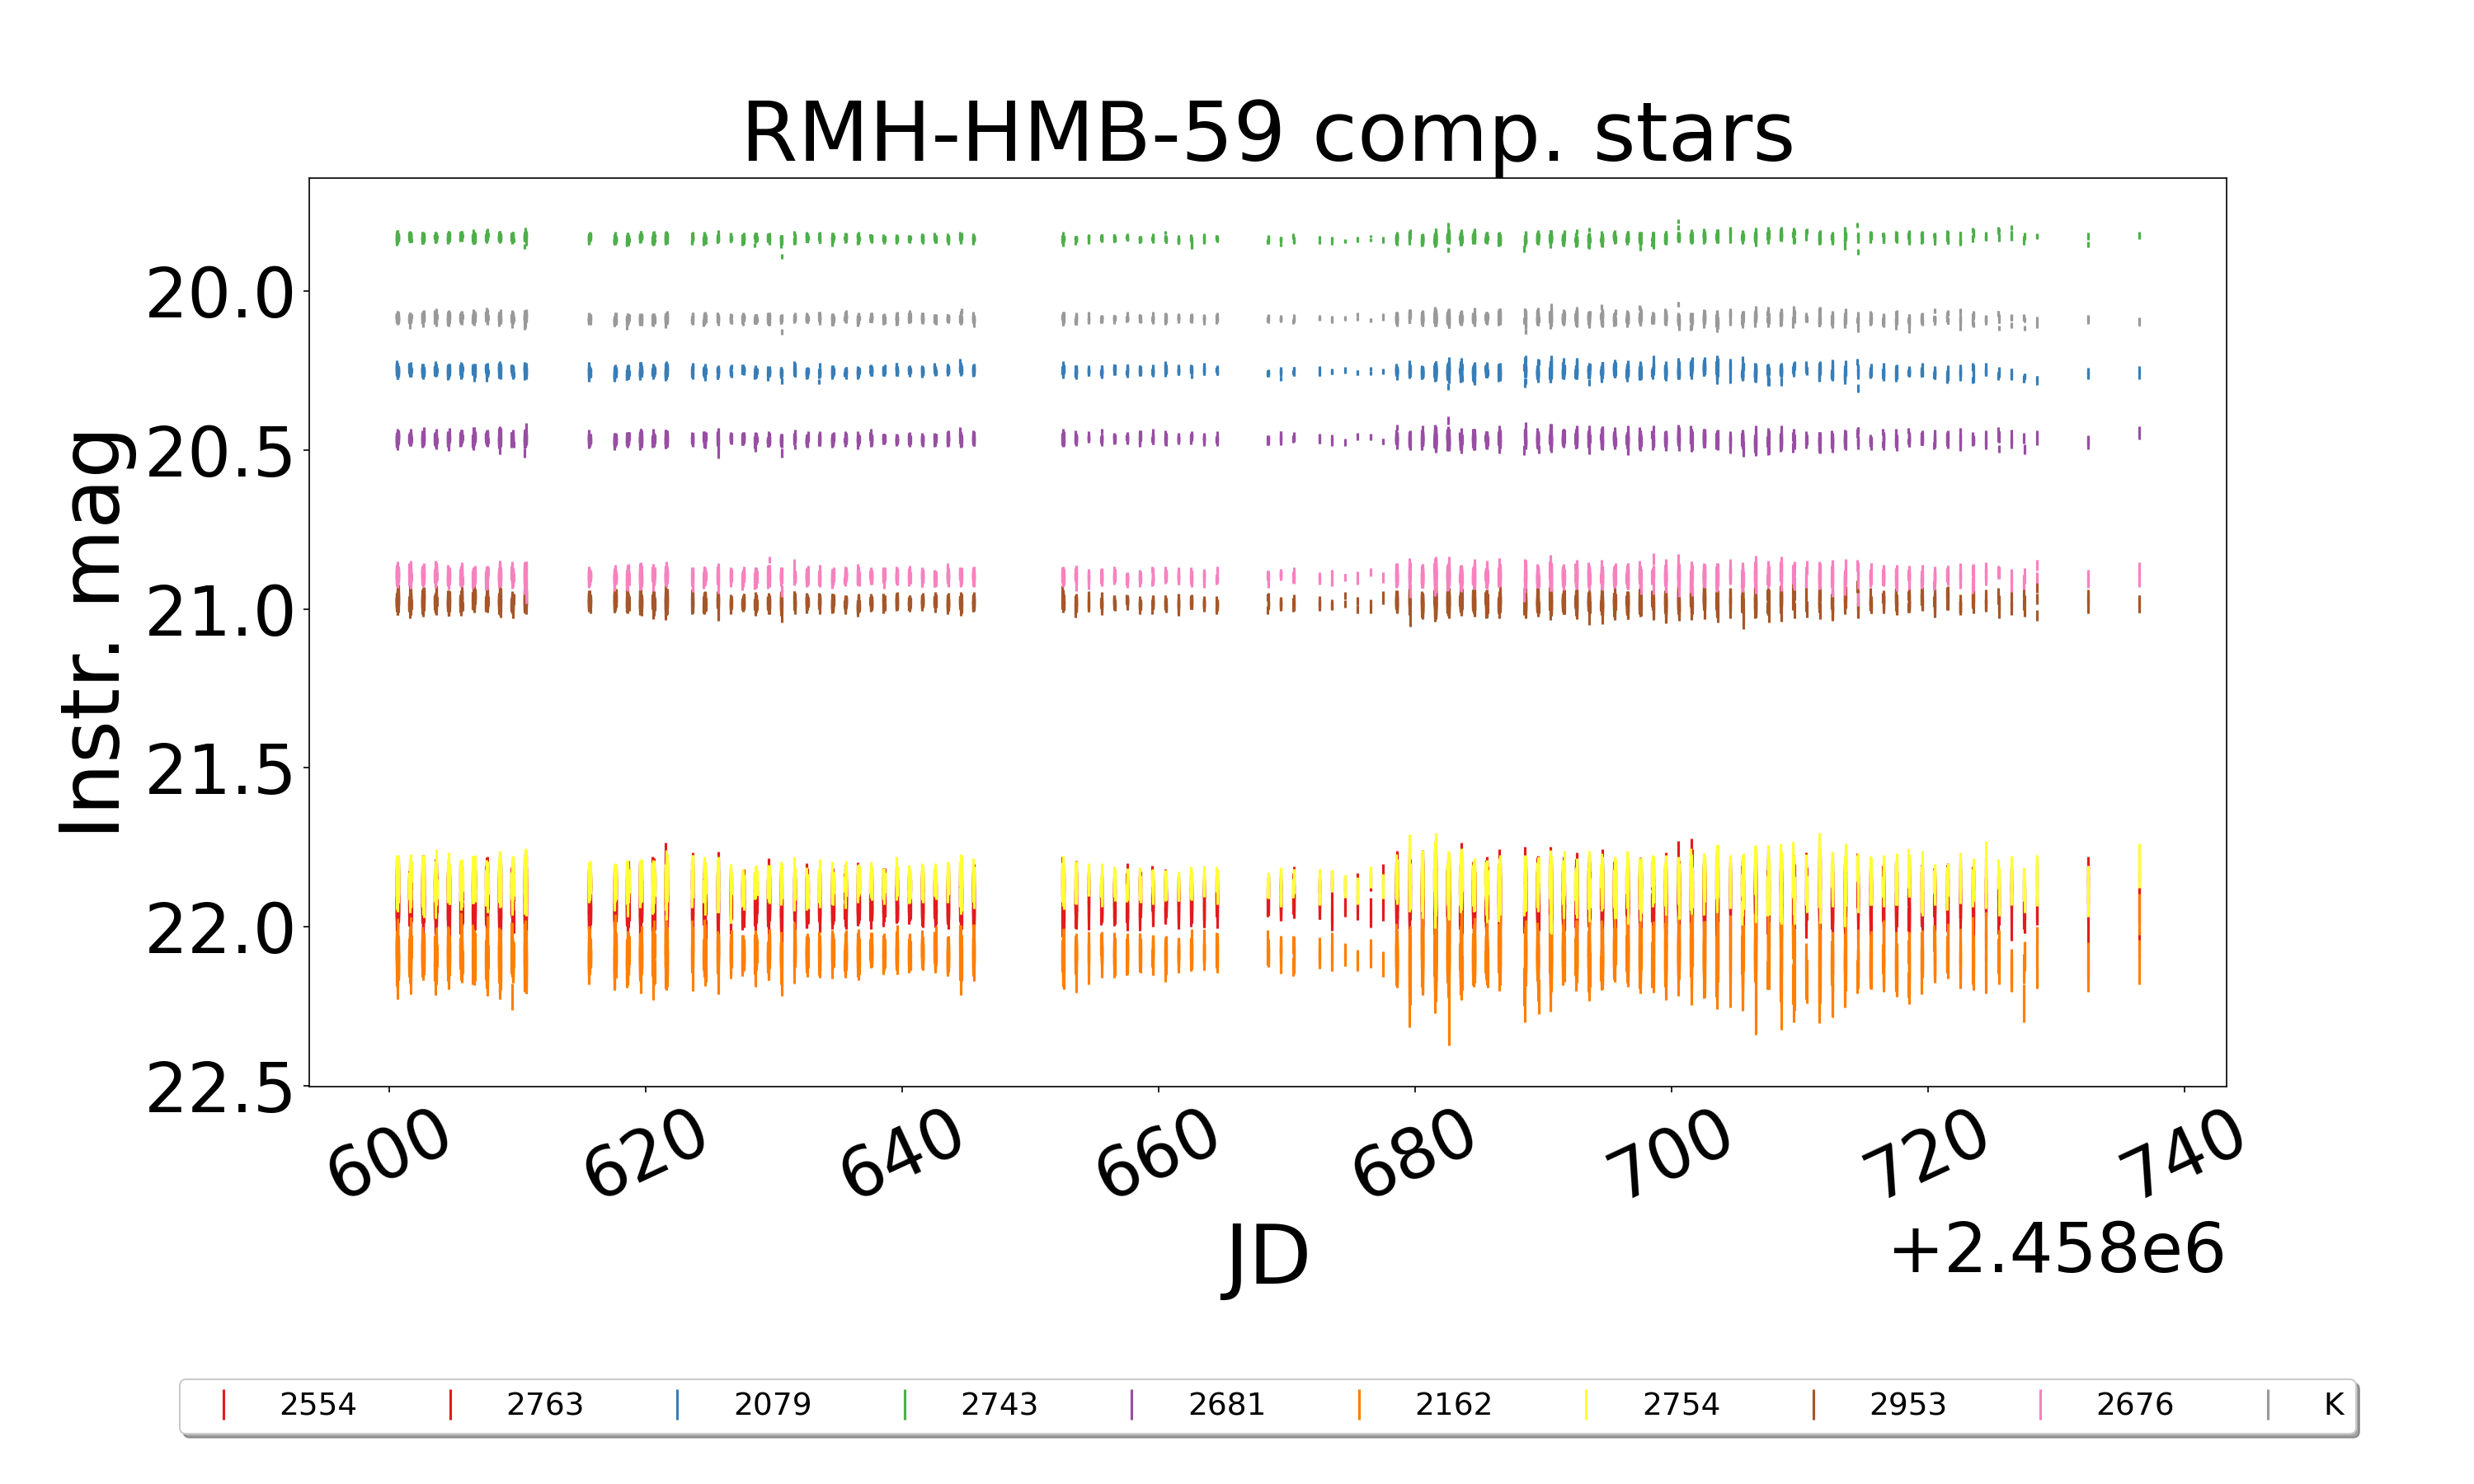 RMH-HMB-59 comp. stars
Instr. mag
20.0
20.5
21.0
21.5
22.0
22.5
600 620 640 660 680 700 720 740
JD
+2.458e6
2554 2763 2079 2743 2681 2162 2754 2953 2676 K